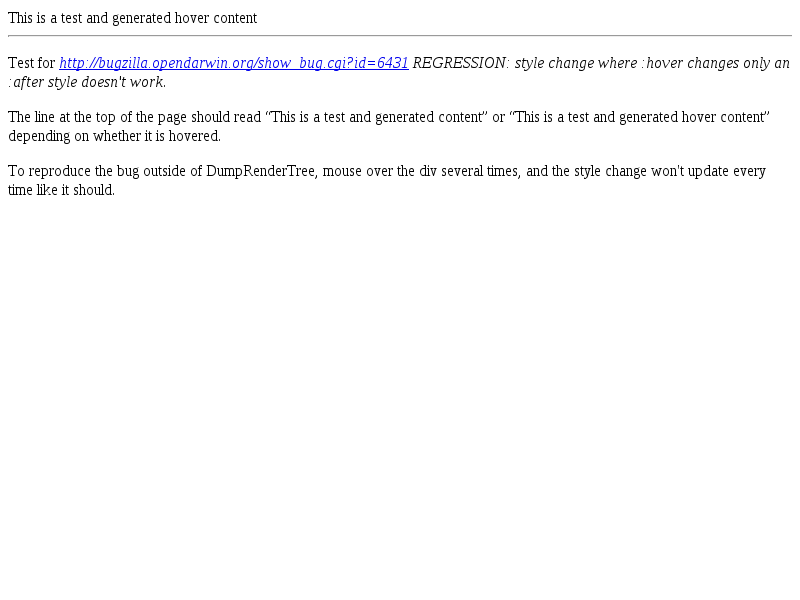 This is a test and generated hover content
Test for http://bugzilla.opendarwin.org/show_bug.cgi?id=6431 REGRESSION: style change where :hover changes only an
:after style doesn't work.
The line at the top of the page should read “This is a test and generated content” or “This is a test and generated hover content”
depending on whether it is hovered.
To reproduce the bug outside of DumpRenderTree, mouse over the div several times, and the style change won't update every
time like it should.